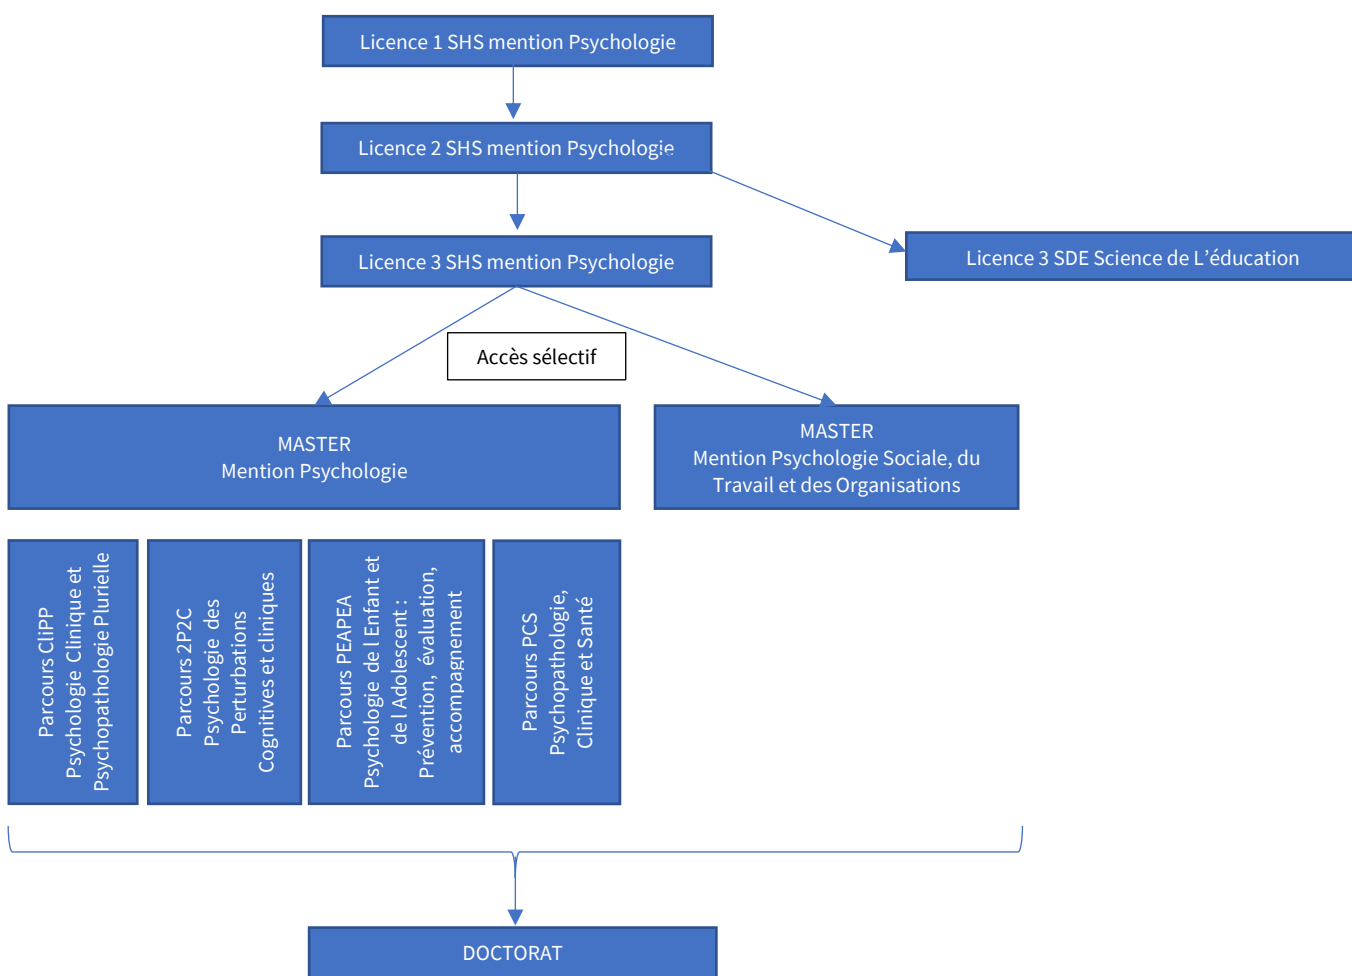 Licence 1 SHS mention Psychologie
Licence 2 SHS mention Psychologie
Licence 3 SHS mention Psychologie
Licence 3 SDE Science de L’éducation
Accès sélectif
MASTER
Mention Psychologie
MASTER
Mention Psychologie Sociale, du
Travail et des Organisations
Parcours CliPP
Psychologie Clinique et
Psychopathologie Plurielle
Parcours 2P2C
Psychologie des
Perturbations
Cognitives et cliniques
Parcours PEAPEA
Psychologie de l Enfant et
de l Adolescent :
Prévention, évaluation,
accompagnement
Parcours PCS
Psychopathologie,
Clinique et Santé
DOCTORAT